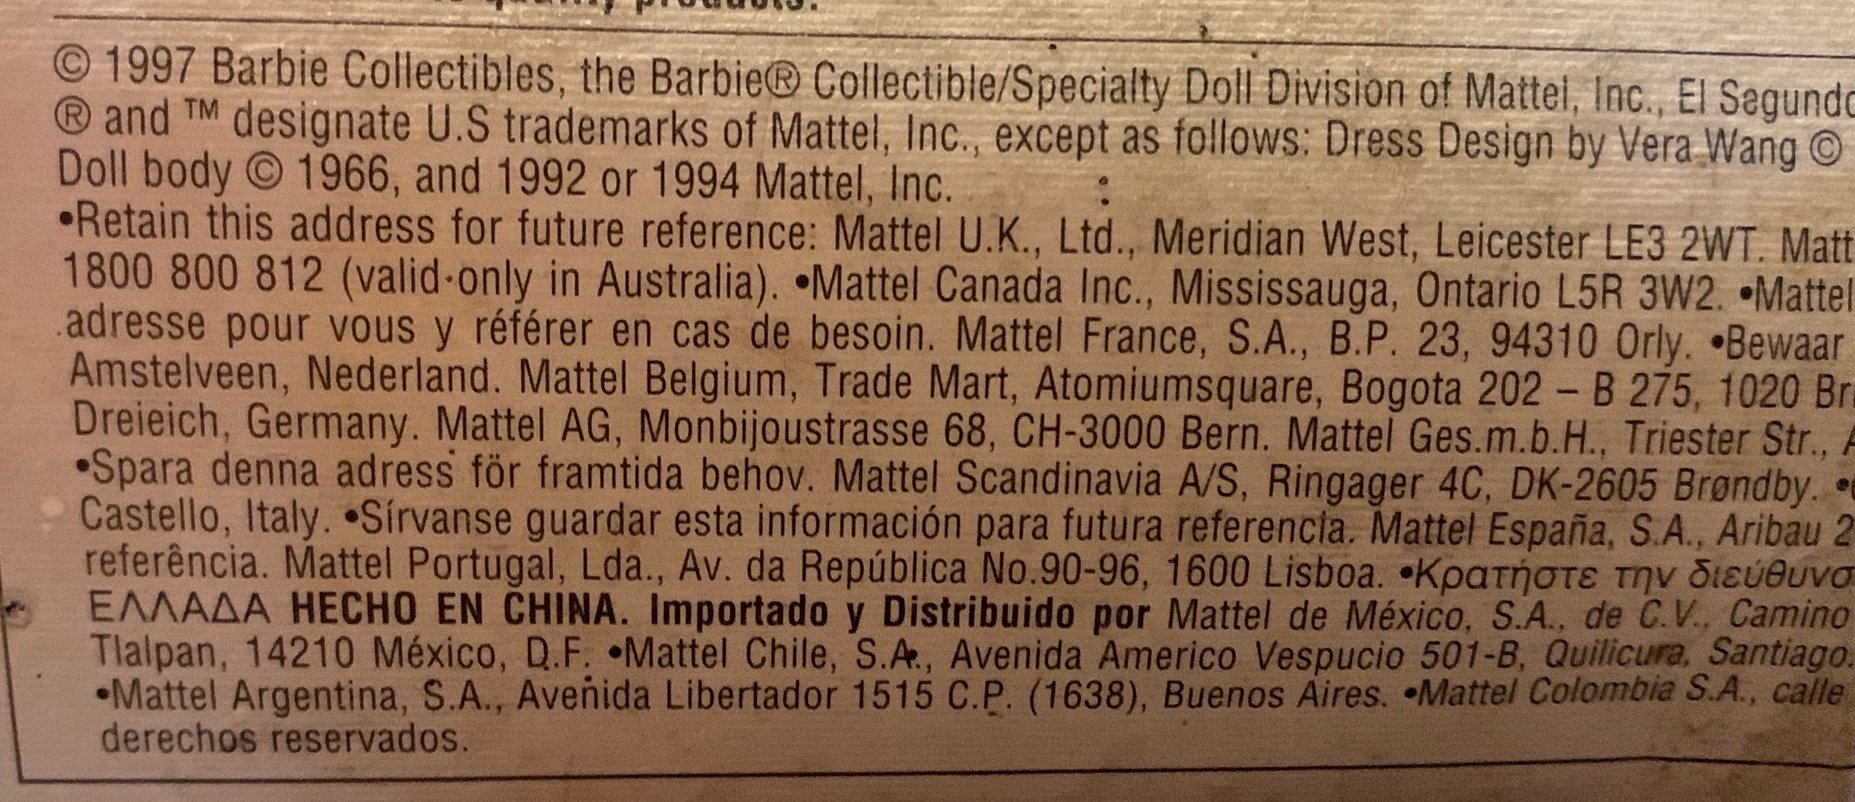 quality products.
© 1997 Barbie Collectibles, the Barbie® Collectible/Specialty Doll Division of Mattel, Inc., El Segundo
® and ™ designate U.S trademarks of Mattel, Inc., except as follows: Dress Design by Vera Wang ©
Doll body © 1966, and 1992 or 1994 Mattel, Inc.
•Retain this address for future reference: Mattel U.K., Ltd., Meridian West, Leicester LE3 2WT. Matt
1800 800 812 (valid only in Australia). •Mattel Canada Inc., Mississauga, Ontario L5R 3W2. •Mattel
adresse pour vous y référer en cas de besoin. Mattel France, S.A., B.P. 23, 94310 Orly. •Bewaar
Amstelveen, Nederland. Mattel Belgium, Trade Mart, Atomiumsquare, Bogota 202 – B 275, 1020 Br
Dreieich, Germany. Mattel AG, Monbijoustrasse 68, CH-3000 Bern. Mattel Ges.m.b.H., Triester Str., A
•Spara denna adress för framtida behov. Mattel Scandinavia A/S, Ringager 4C, DK-2605 Brøndby. •
Castello, Italy. •Sírvanse guardar esta información para futura referencia. Mattel España, S.A., Aribau 2
referência. Mattel Portugal, Lda., Av. da República No.90-96, 1600 Lisboa. •Κρατήστε την διεύθυνσ
ΕΛΛΑΔΑ HECHO EN CHINA. Importado y Distribuido por Mattel de México, S.A. de C.V., Camino
Tlalpan, 14210 México, D.F. •Mattel Chile, S.A., Avenida Americo Vespucio 501-B, Quilicura, Santiago.
•Mattel Argentina, S.A., Avenida Libertador 1515 C.P. (1638), Buenos Aires. •Mattel Colombia S.A., calle
derechos reservados.